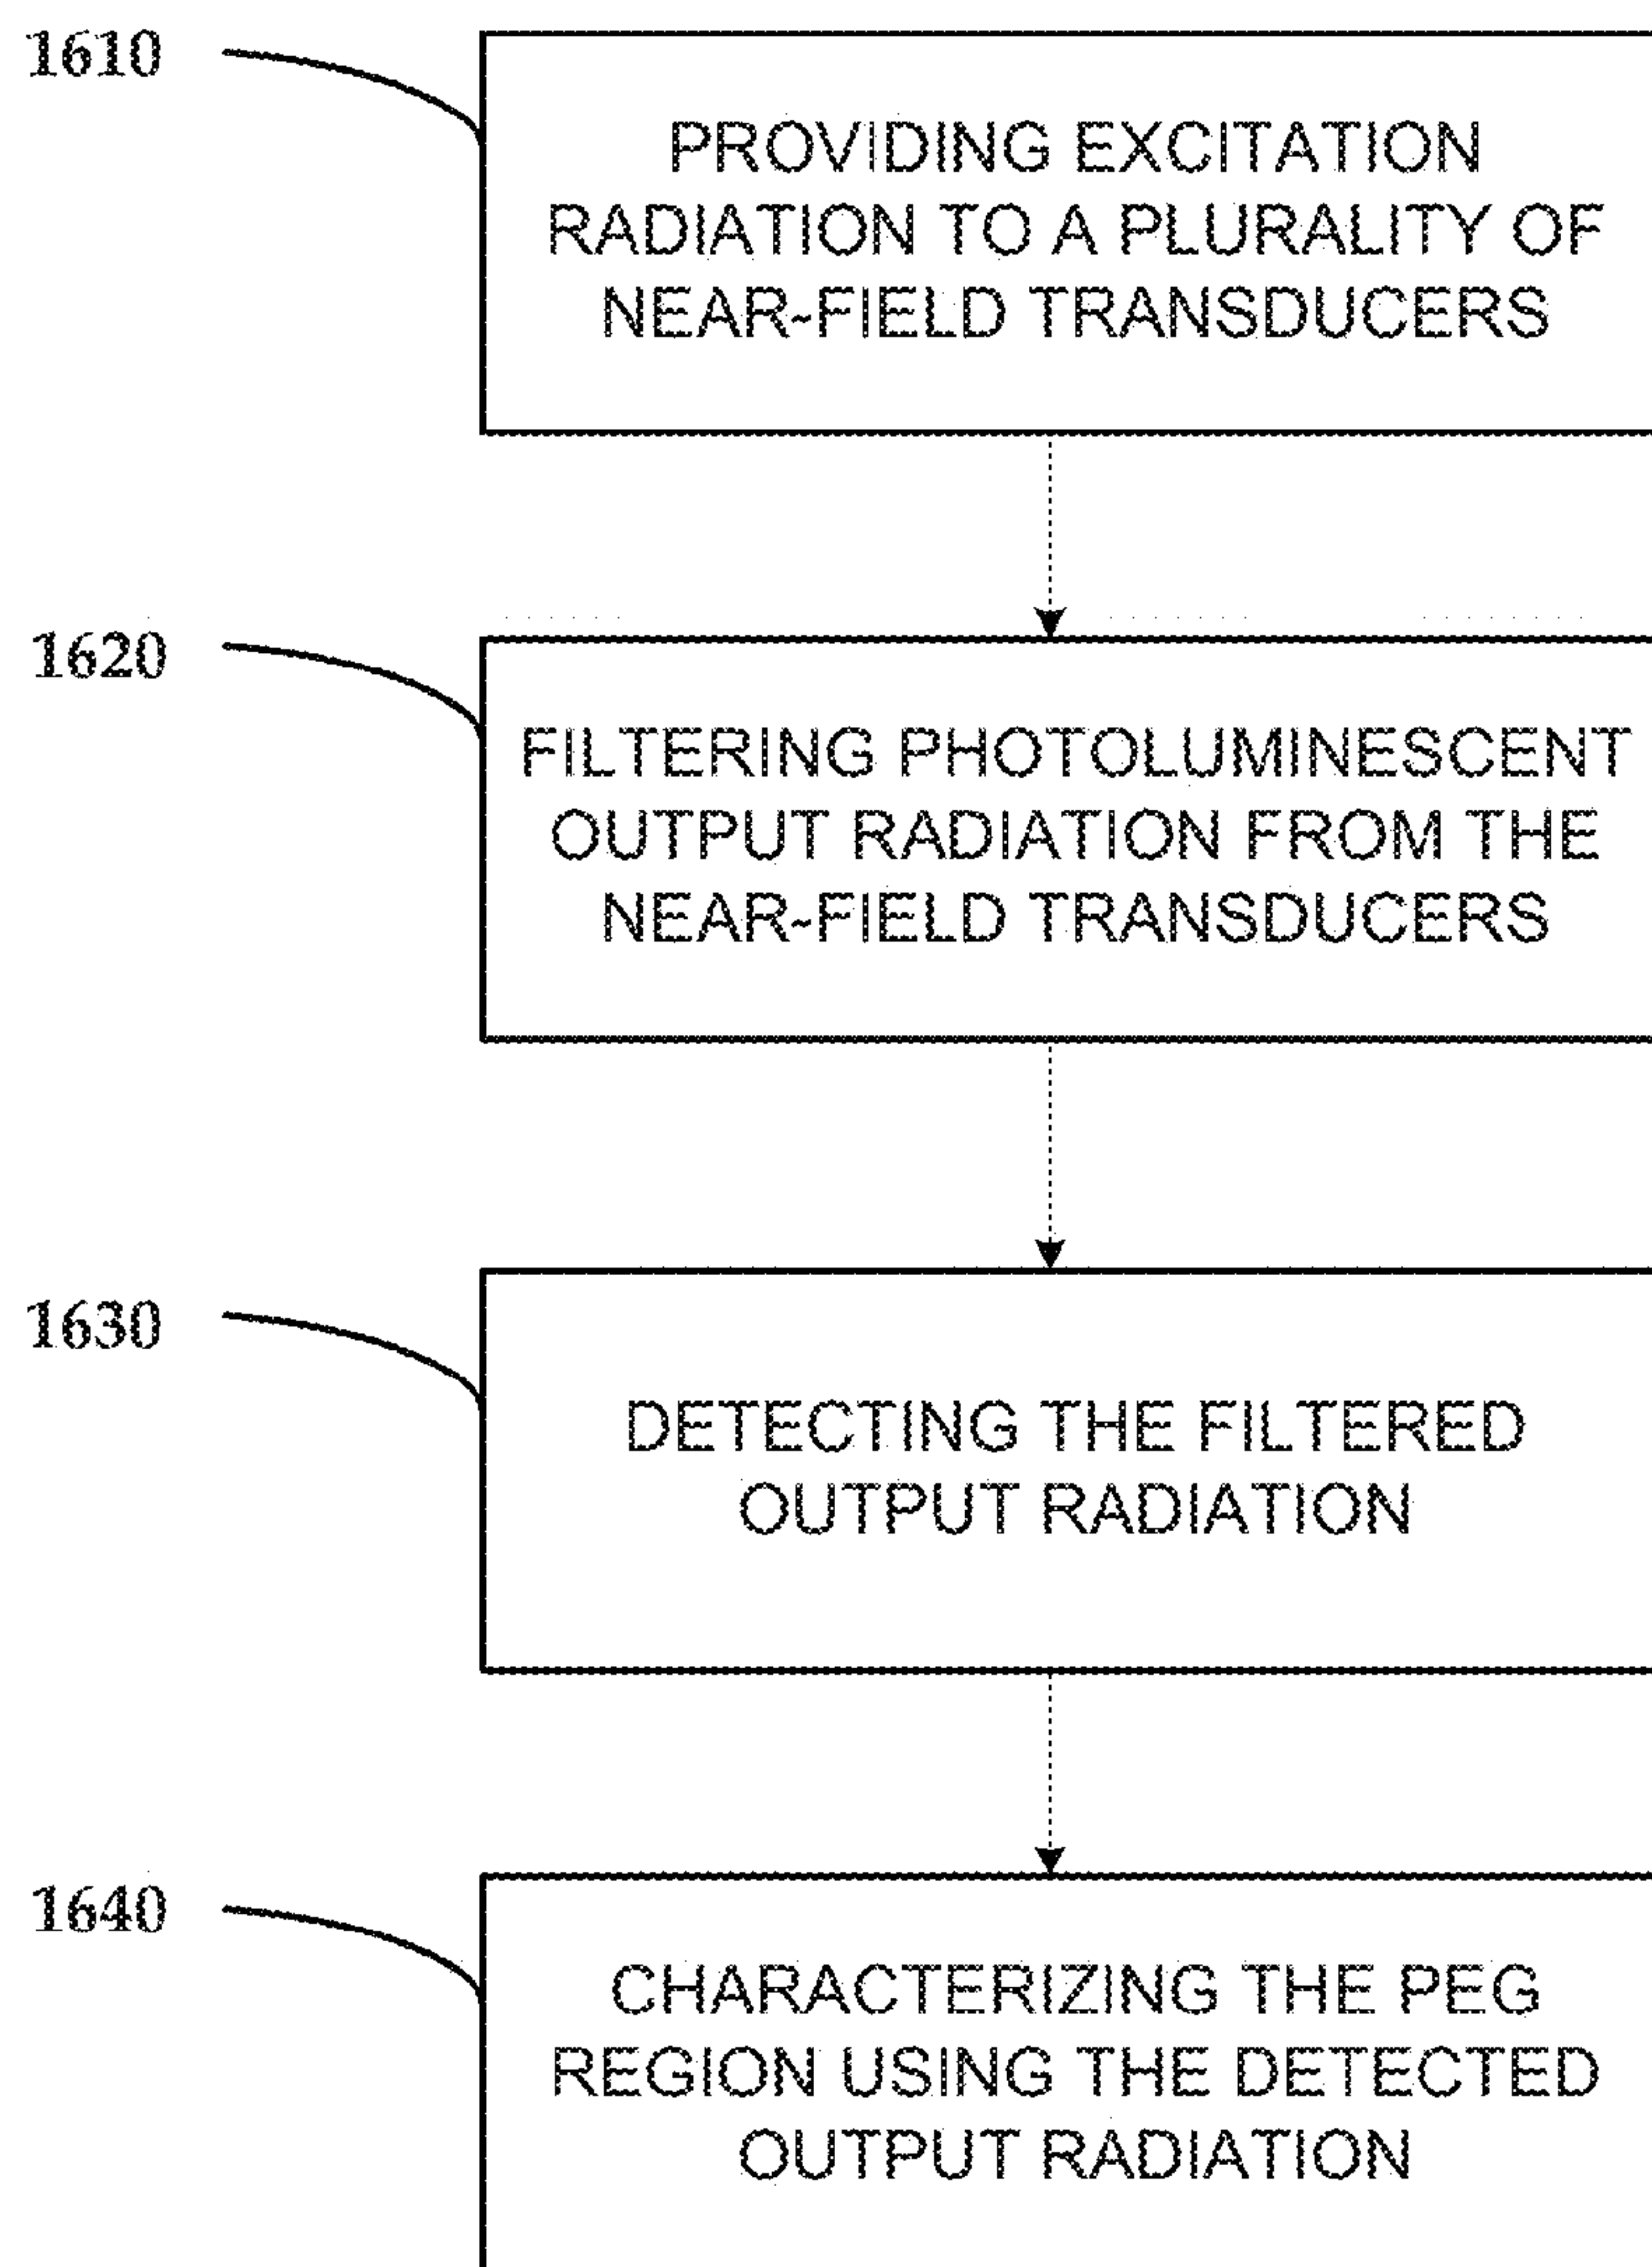 1610
PROVIDING EXCITATION
RADIATION TO A PLURALITY OF
NEAR-FIELD TRANSDUCERS
1620
FILTERING PHOTOLUMINESCENT
OUTPUT RADIATION FROM THE
NEAR-FIELD TRANSDUCERS
1630
DETECTING THE FILTERED
OUTPUT RADIATION
1640
CHARACTERIZING THE PEG
REGION USING THE DETECTED
OUTPUT RADIATION